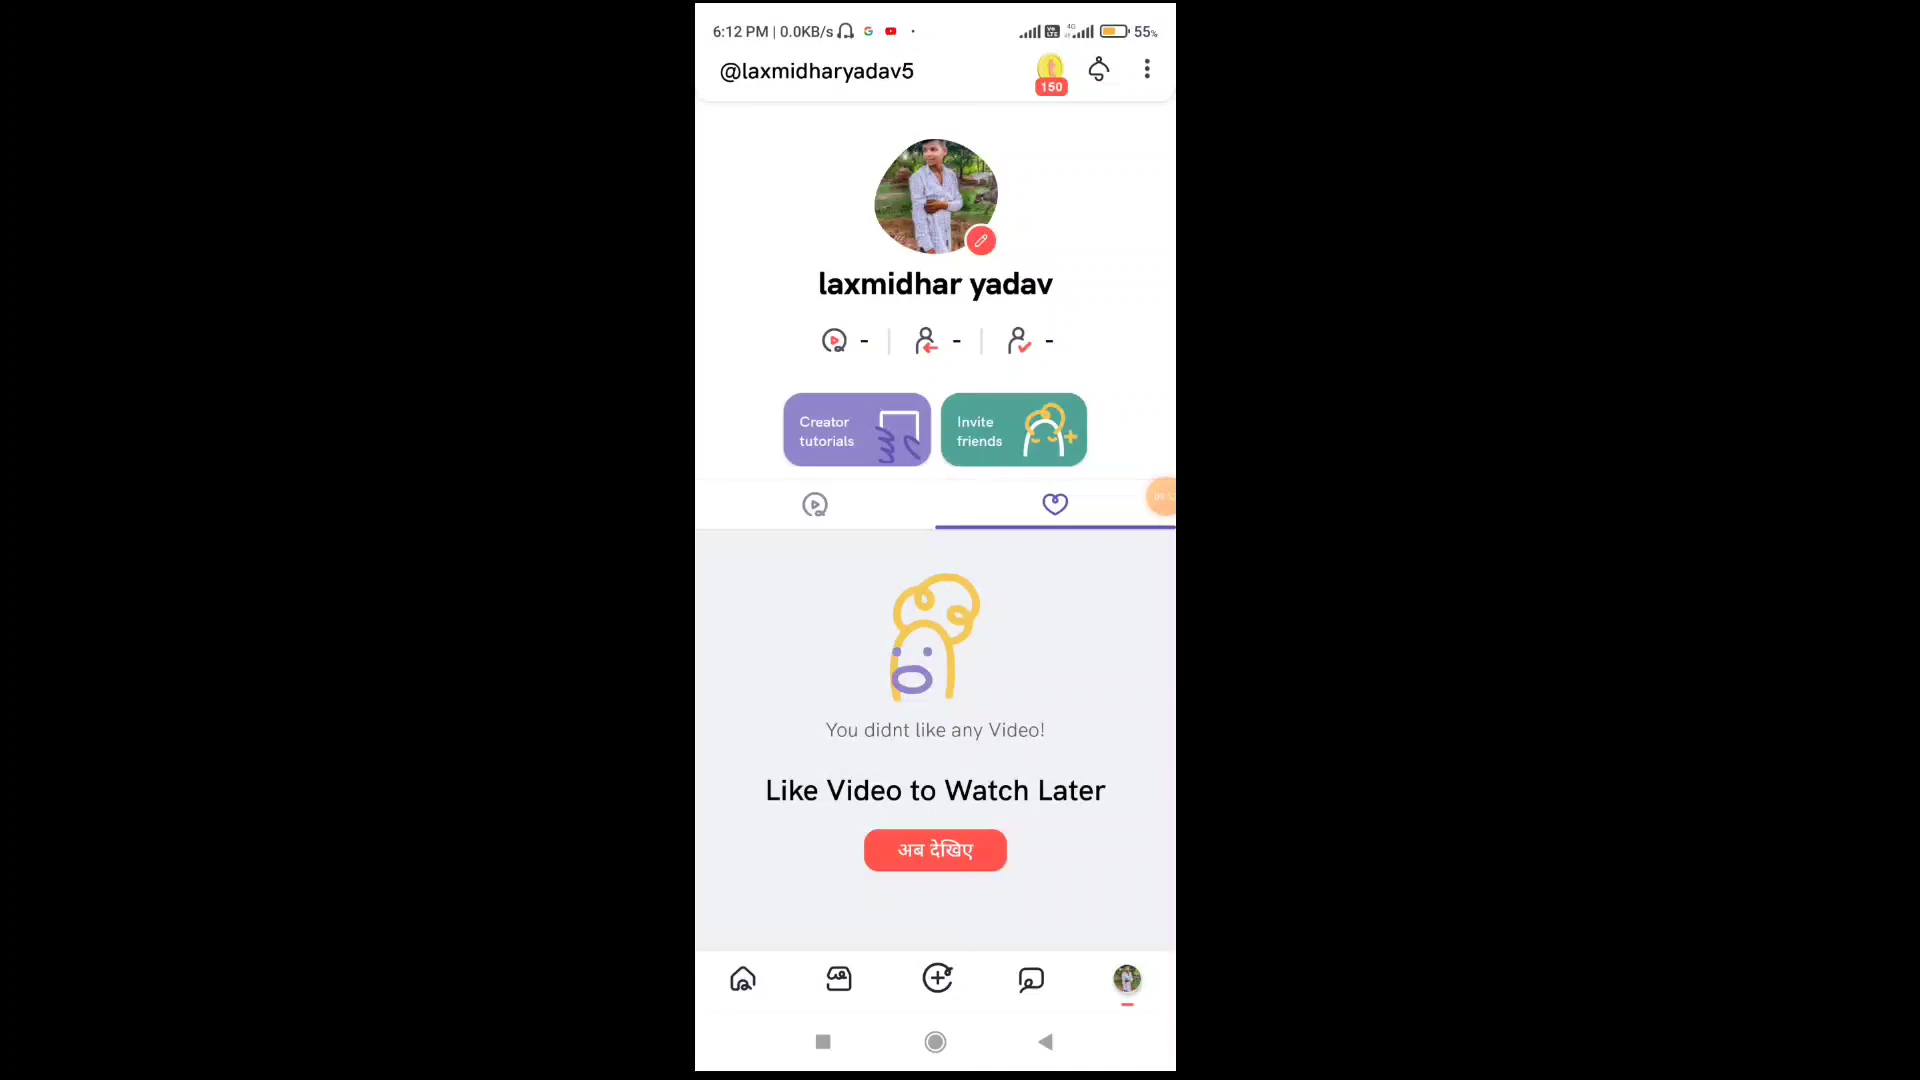 6:12 PM | 0.0KB/s
4G
55%
@laxmidharyadav5
150
laxmidhar yadav
- - -
Creator
tutorials
Invite
friends
You didnt like any Video!
Like Video to Watch Later
अब देखिए